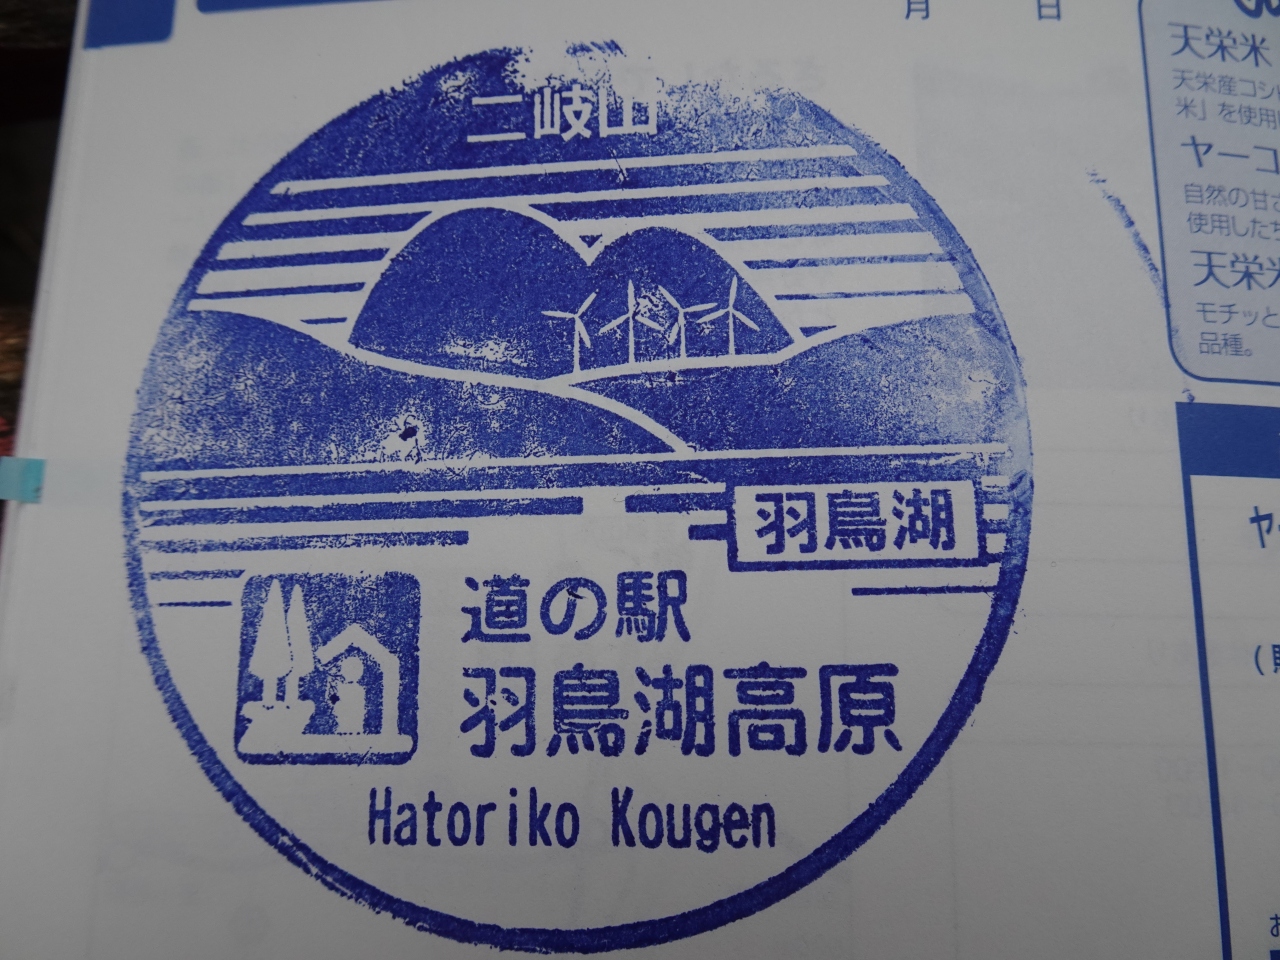 月 日
二岐山
羽鳥湖
道の駅
羽鳥湖高原
Hatoriko Kougen
天栄米
天栄産コシ
米」を使用
ヤーコ
自然の甘さ
使用した
天栄米
モチッと
品種。
ヤ
(
お